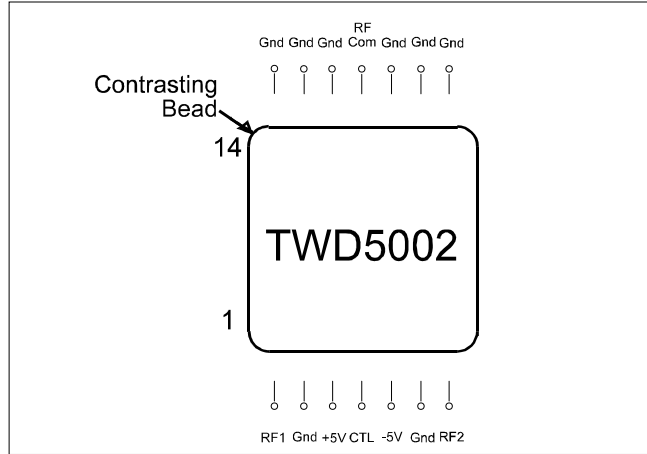 Gnd Gnd Gnd RF Com Gnd Gnd Gnd
Contrasting
Bead
14
TWD5002
1
RF1 Gnd +5V CTL -5V Gnd RF2